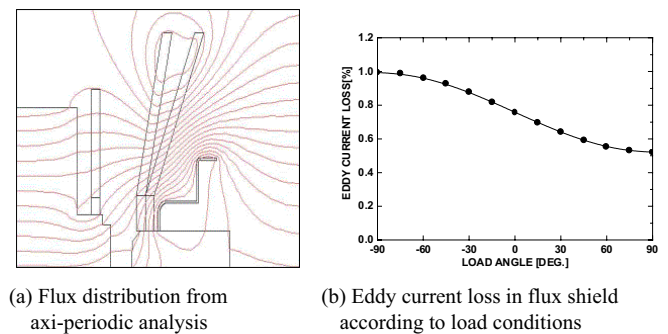 1.2
1.0
0.8
0.6
0.4
0.2
0.0
EDDY CURRENT LOSS[%]
-90 -60 -30 0 30 60 90
LOAD ANGLE [DEG.]
(a) Flux distribution from
axi-periodic analysis
(b) Eddy current loss in flux shield
according to load conditions